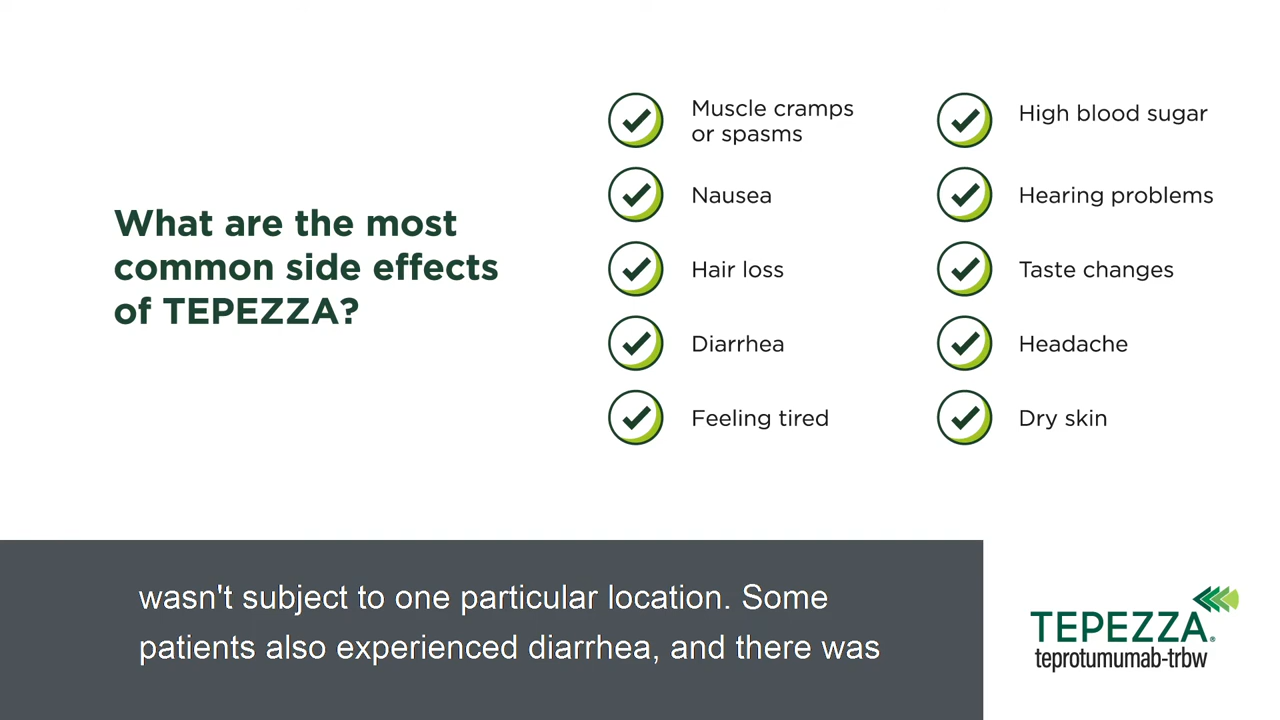 What are the most
common side effects
of TEPEZZA?
Muscle cramps
or spasms
Nausea
Hair loss
Diarrhea
Feeling tired
High blood sugar
Hearing problems
Taste changes
Headache
Dry skin
wasn't subject to one particular location. Some
patients also experienced diarrhea, and there was
TEPEZZA®
teprotumumab-trbw